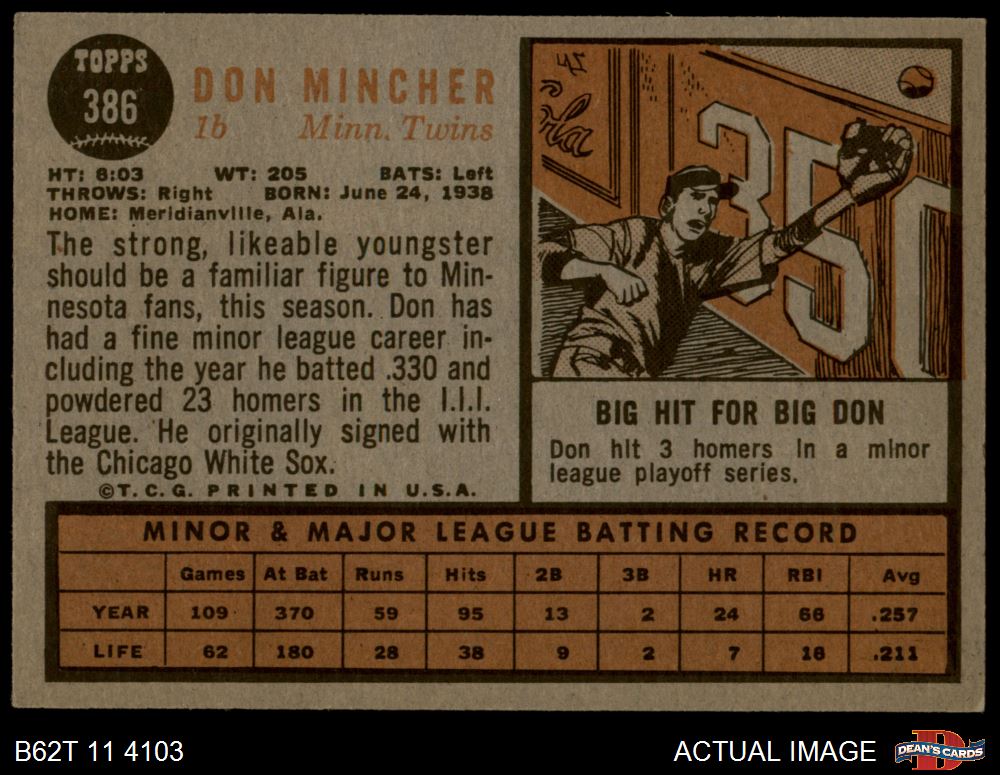 TOPPS
386
DON MINCHER
1b Minn. Twins
HT: 6:03 WT: 205 BATS: Left
THROWS: Right BORN: June 24, 1938
HOME: Meridianville, Ala.
The strong, likeable youngster
should be a familiar figure to Min-
nesota fans, this season. Don has
had a fine minor league career in-
cluding the year he batted .330 and
powdered 23 homers in the I.I.I.
League. He originally signed with
the Chicago White Sox.
©T.C.G. PRINTED IN U.S.A.
350
BIG HIT FOR BIG DON
Don hit 3 homers in a minor
league playoff series.
MINOR & MAJOR LEAGUE BATTING RECORD
Games At Bat Runs Hits 2B 3B HR RBI Avg
YEAR 109 370 59 95 13 2 24 66 .257
LIFE 62 180 28 38 9 2 7 16 .211
B62T 11 4103
ACTUAL IMAGE
DEAN'S CARDS